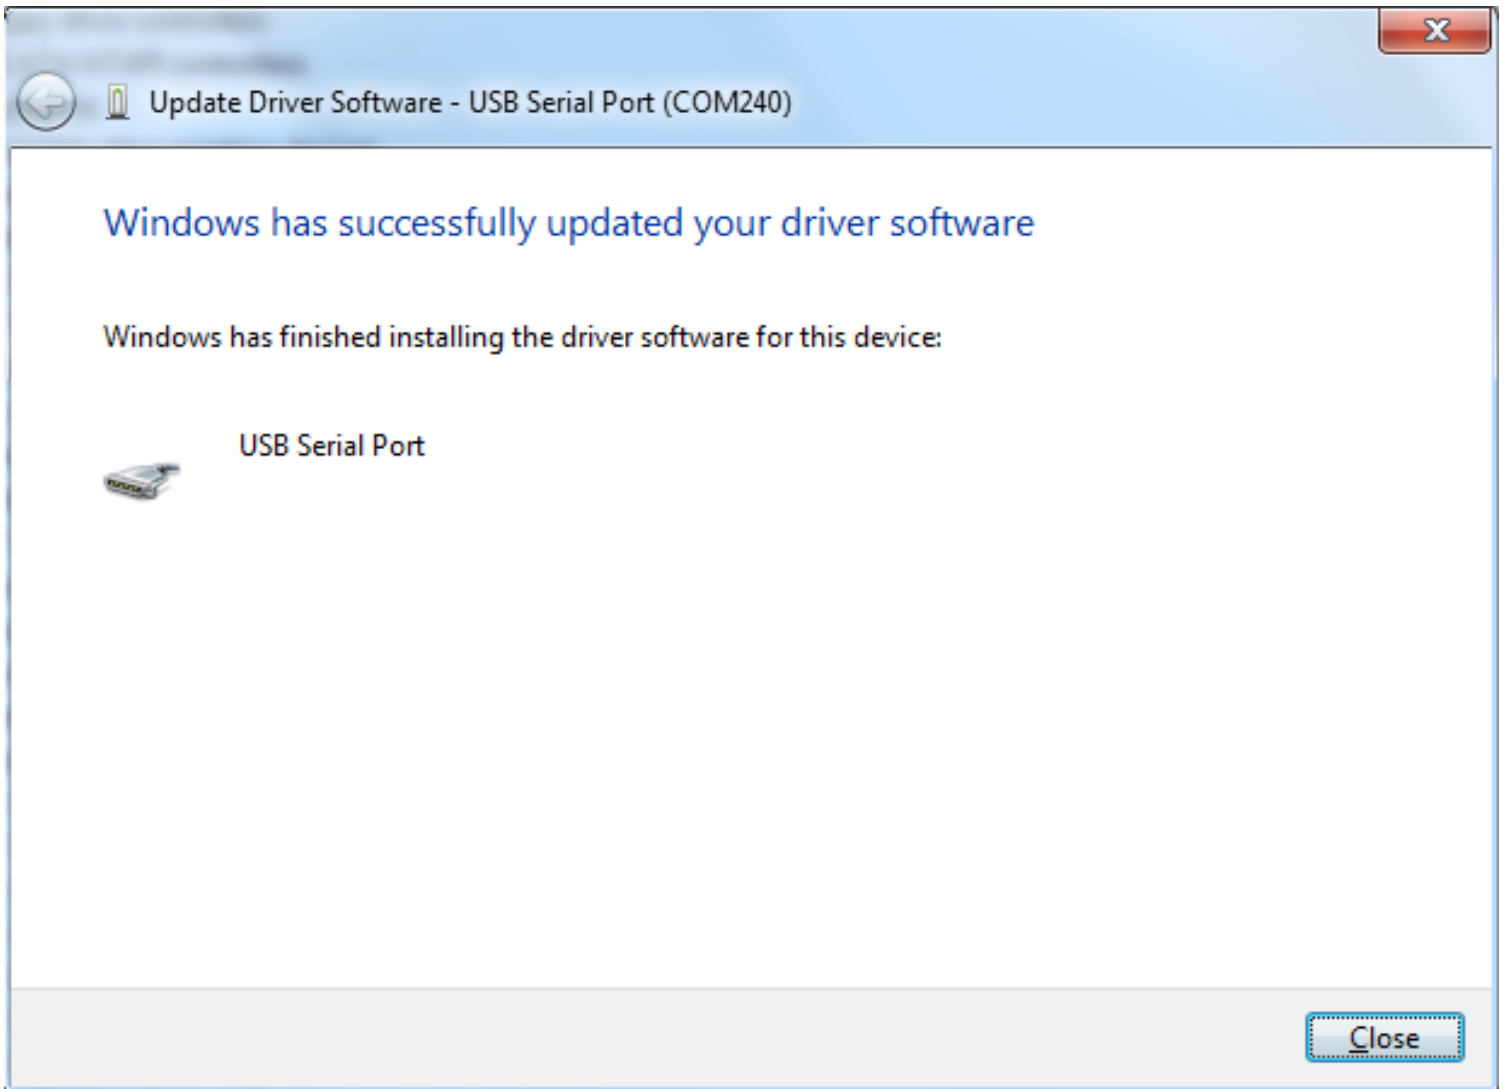 Update Driver Software - USB Serial Port (COM240)
Windows has successfully updated your driver software
Windows has finished installing the driver software for this device:
USB Serial Port
Close